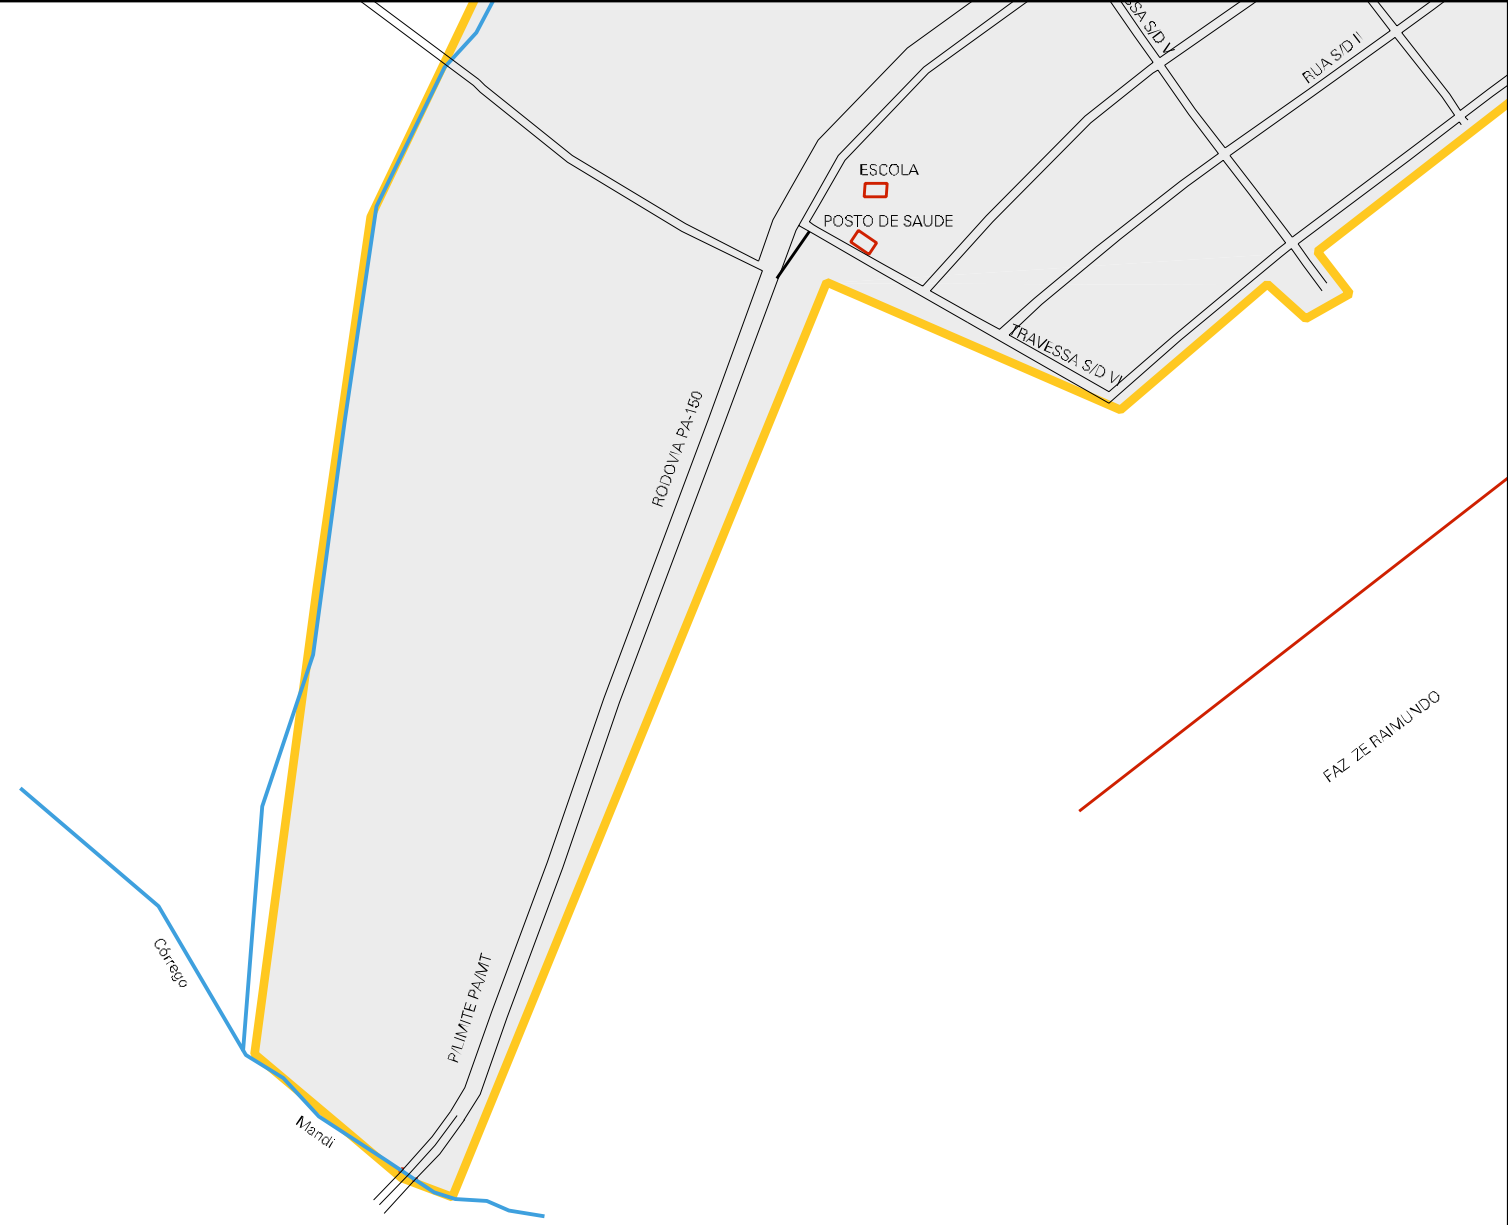 SSA S/D V
RUA S/D II
ESCOLA
POSTO DE SAUDE
TRAVESSA S/D VI
RODOVIA PA-150
FAZ. ZE RAIMUNDO
Córrego
P/LIMITE PA/MT
Mandi